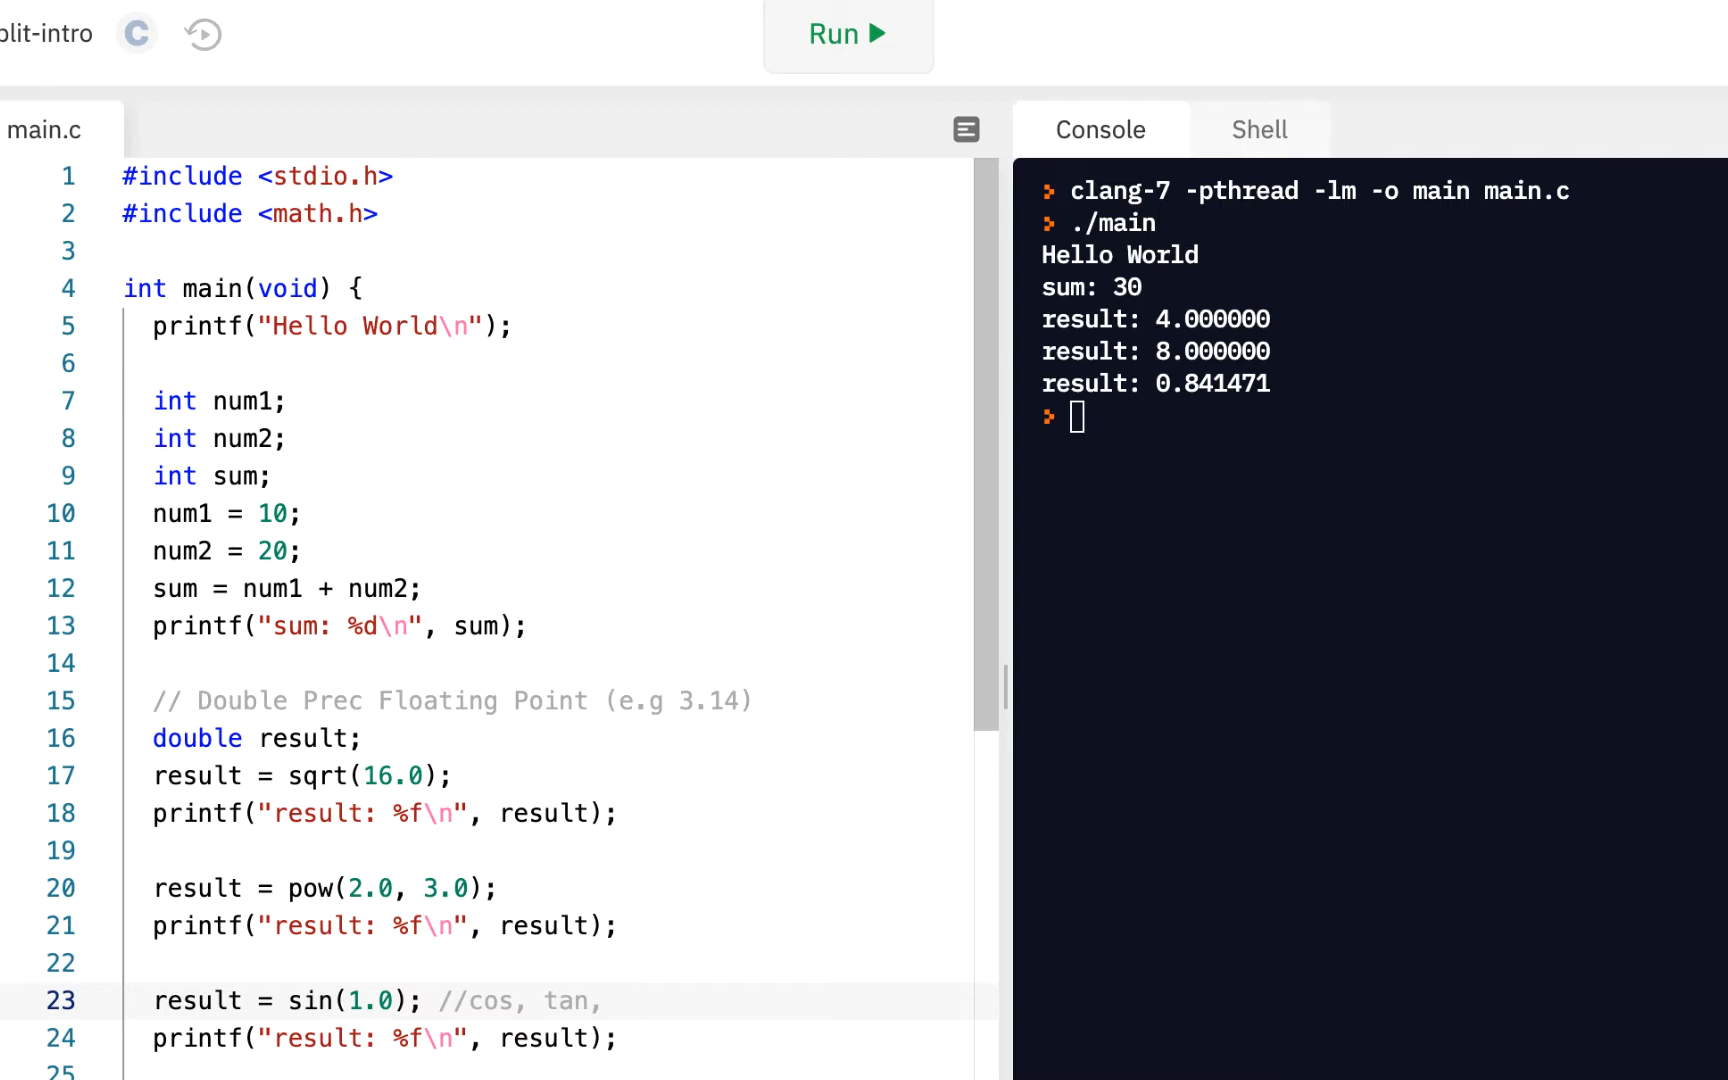 plit-intro C
Run
main.c
Console Shell
1 #include <stdio.h>
2 #include <math.h>
3
4 int main(void) {
5 printf("Hello World\n");
6
7 int num1;
8 int num2;
9 int sum;
10 num1 = 10;
11 num2 = 20;
12 sum = num1 + num2;
13 printf("sum: %d\n", sum);
14
15 // Double Prec Floating Point (e.g 3.14)
16 double result;
17 result = sqrt(16.0);
18 printf("result: %f\n", result);
19
20 result = pow(2.0, 3.0);
21 printf("result: %f\n", result);
22
23 result = sin(1.0); //cos, tan,
24 printf("result: %f\n", result);
25
clang-7 -pthread -lm -o main main.c
./main
Hello World
sum: 30
result: 4.000000
result: 8.000000
result: 0.841471